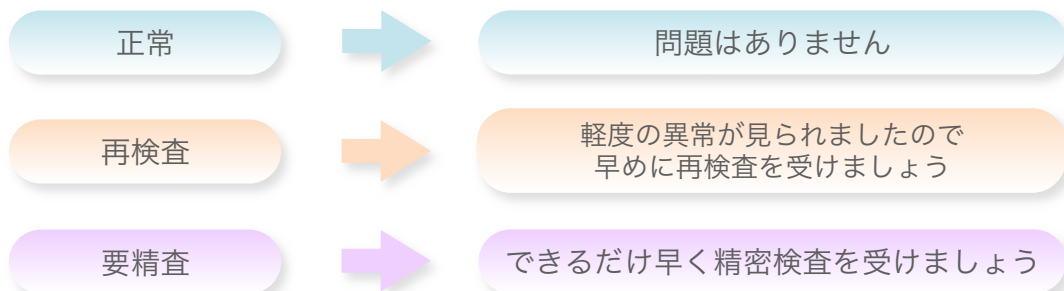 正常
問題はありません
再検査
軽度の異常が見られましたので
早めに再検査を受けましょう
要精査
できるだけ早く精密検査を受けましょう